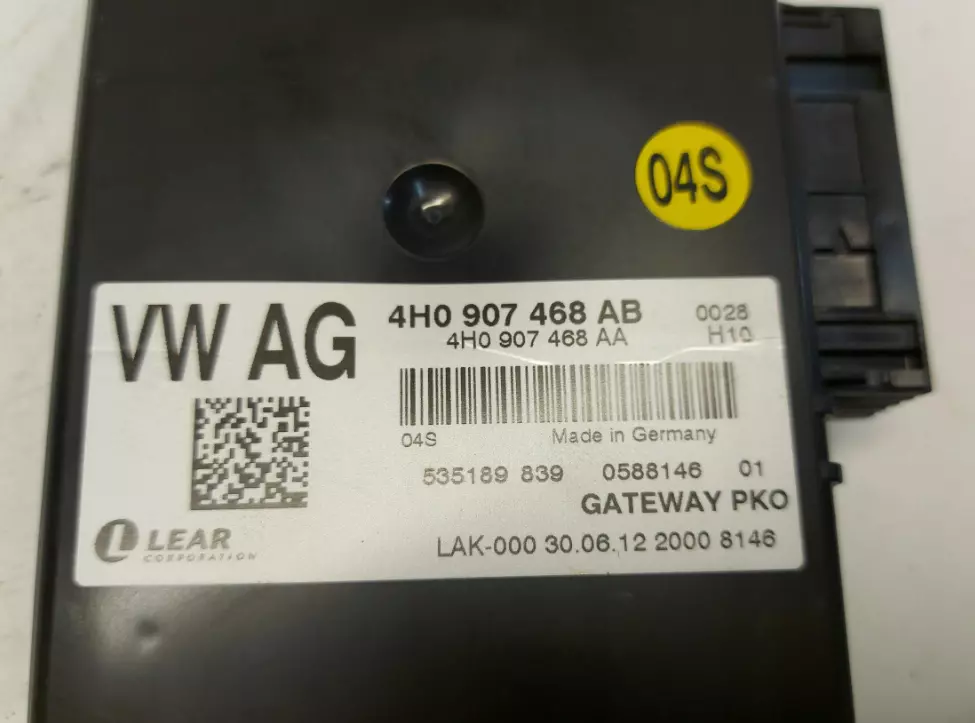 04S
VW AG
4H0 907 468 AB
0028
4H0 907 468 AA
H10
04S
Made in Germany
535189 839 0588146 01
GATEWAY PKO
LEAR
CORPORATION
LAK-000 30.06.12 2000 8146